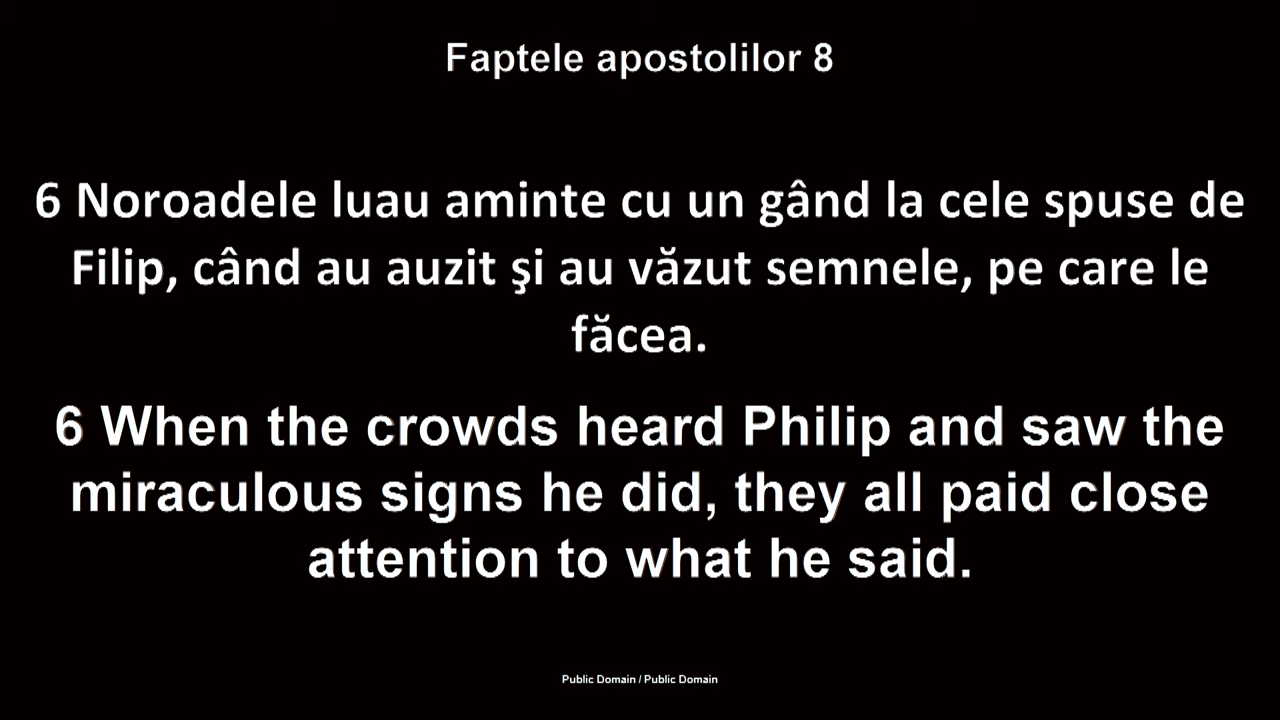 Faptele apostolilor 8
6 Noroadele luau aminte cu un gând la cele spuse de
Filip, când au auzit şi au văzut semnele, pe care le
făcea.
6 When the crowds heard Philip and saw the
miraculous signs he did, they all paid close
attention to what he said.
Public Domain / Public Domain